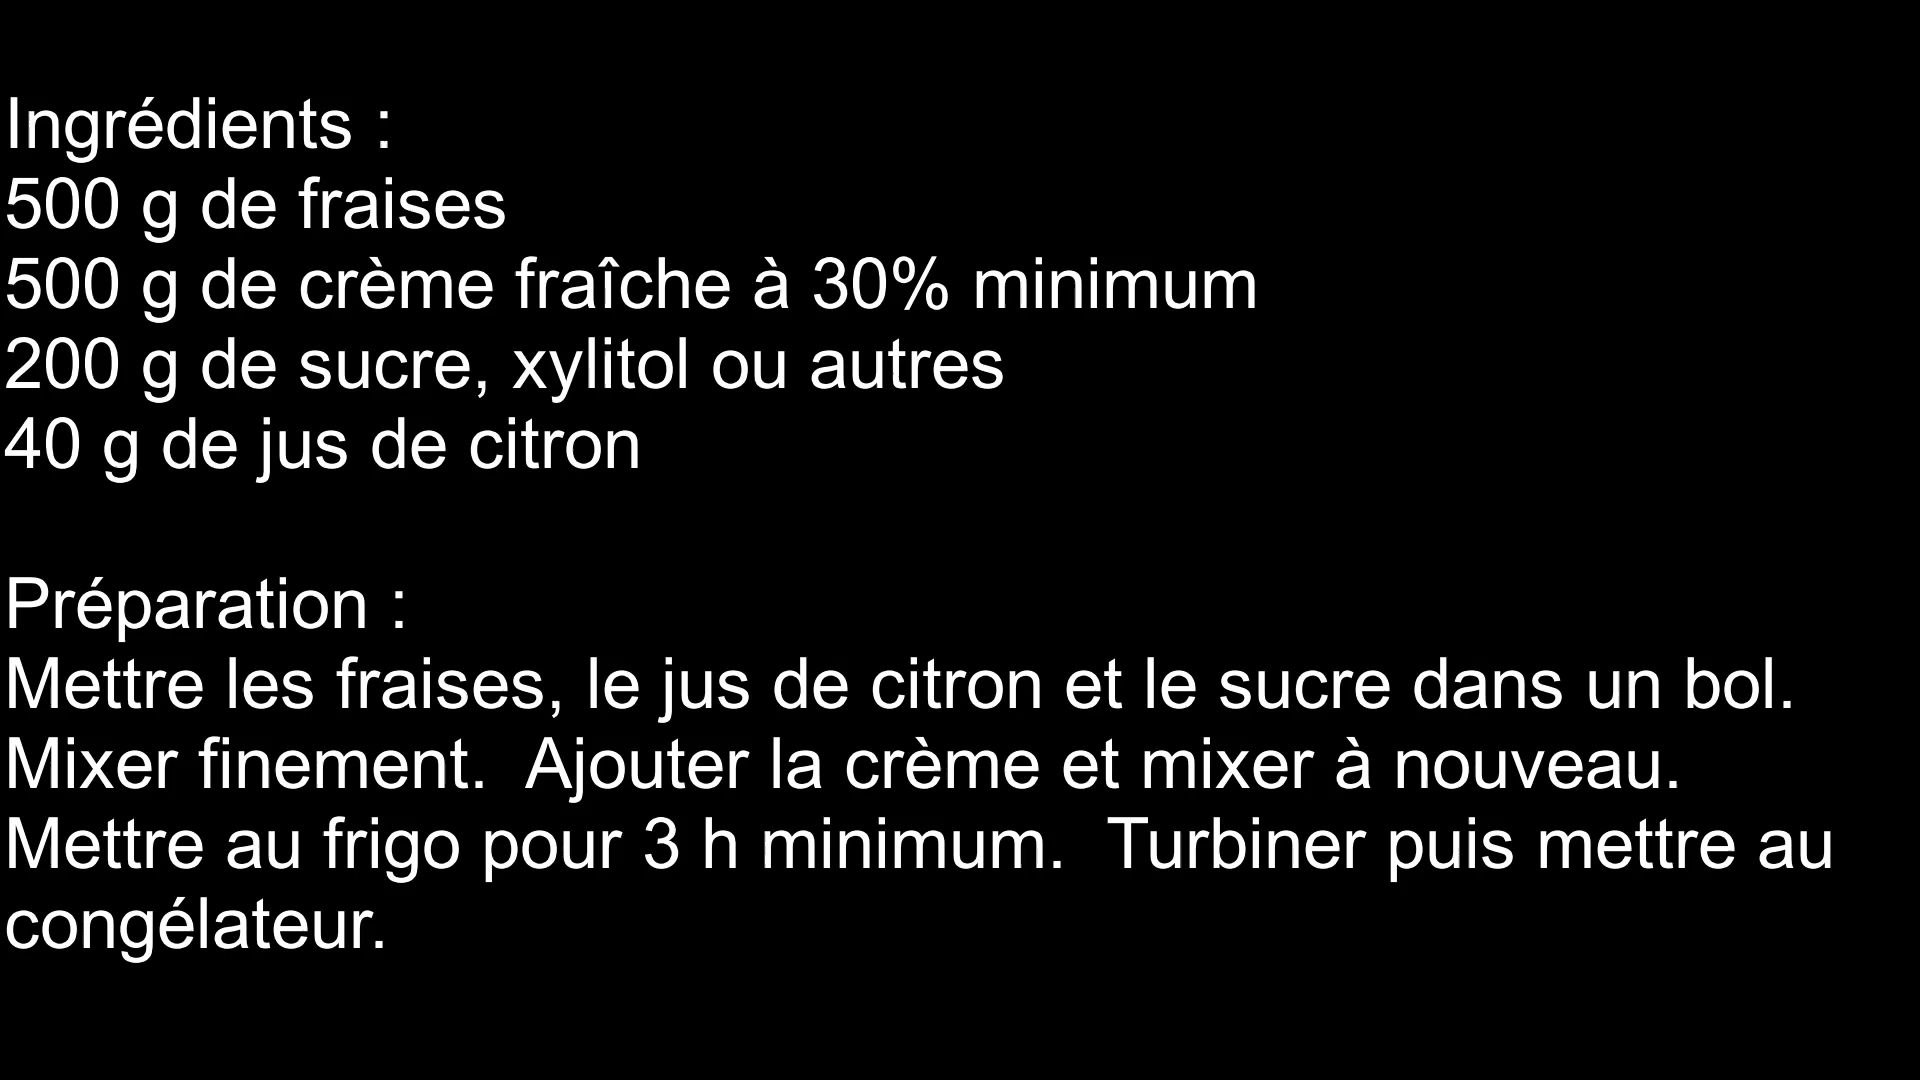 Ingrédients :
500 g de fraises
500 g de crème fraîche à 30% minimum
200 g de sucre, xylitol ou autres
40 g de jus de citron
Préparation :
Mettre les fraises, le jus de citron et le sucre dans un bol.
Mixer finement.  Ajouter la crème et mixer à nouveau.
Mettre au frigo pour 3 h minimum.  Turbiner puis mettre au
congélateur.